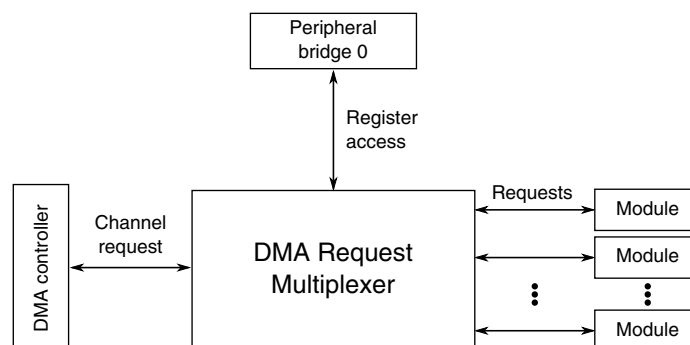 Peripheral
bridge 0
Register
access
Requests
Module
Channel
request
DMA controller
DMA Request
Multiplexer
Module
Module